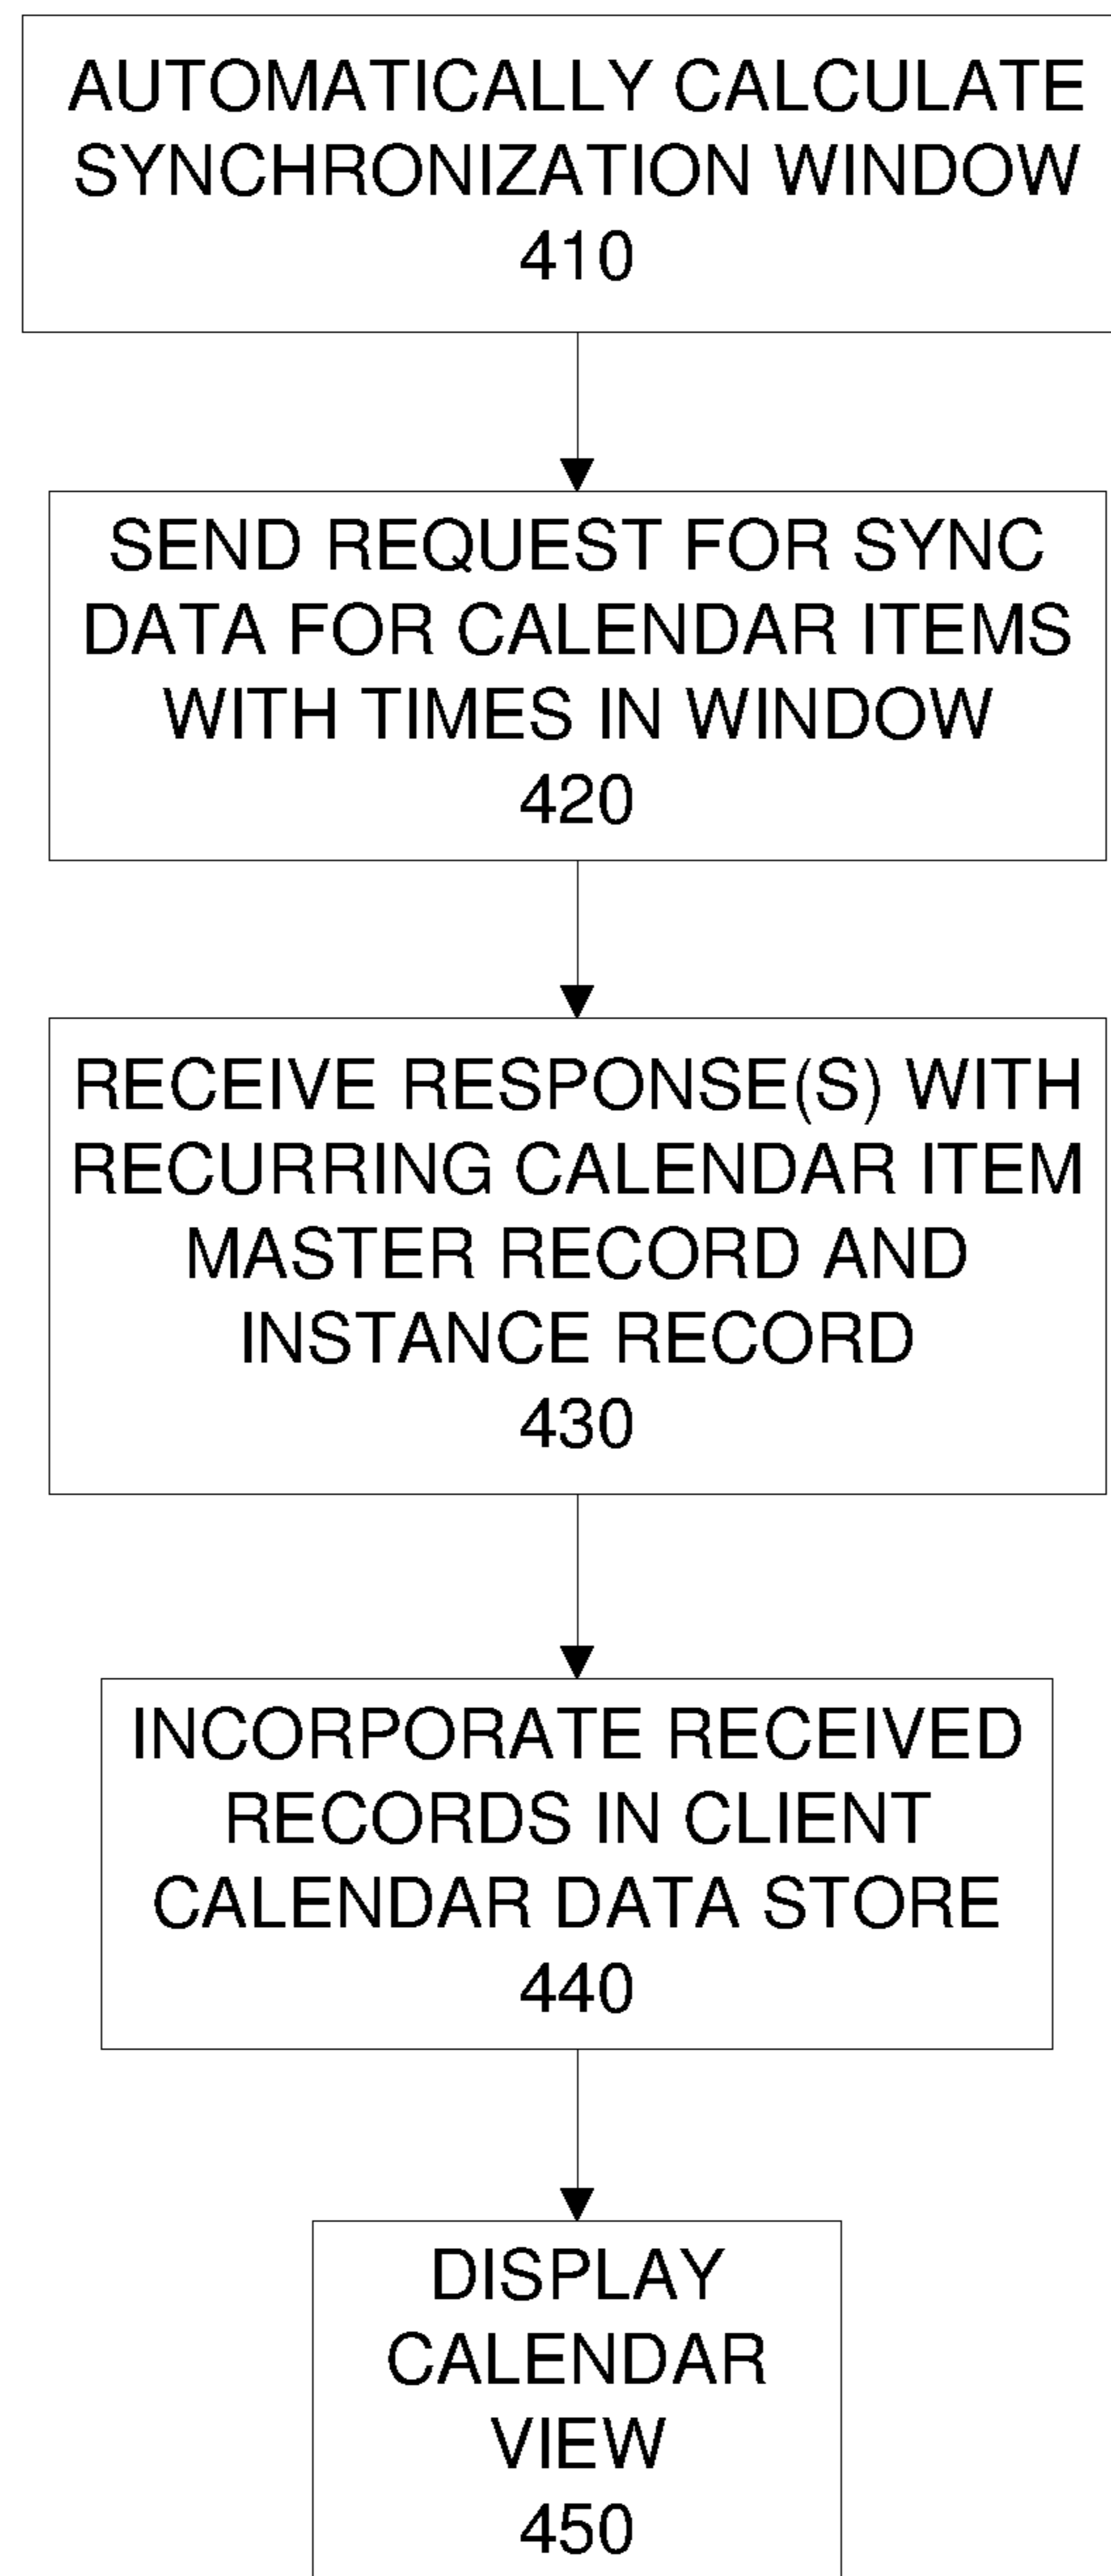 AUTOMATICALLY CALCULATE
SYNCHRONIZATION WINDOW
410
SEND REQUEST FOR SYNC
DATA FOR CALENDAR ITEMS
WITH TIMES IN WINDOW
420
RECEIVE RESPONSE(S) WITH
RECURRING CALENDAR ITEM
MASTER RECORD AND
INSTANCE RECORD
430
INCORPORATE RECEIVED
RECORDS IN CLIENT
CALENDAR DATA STORE
440
DISPLAY
CALENDAR
VIEW
450